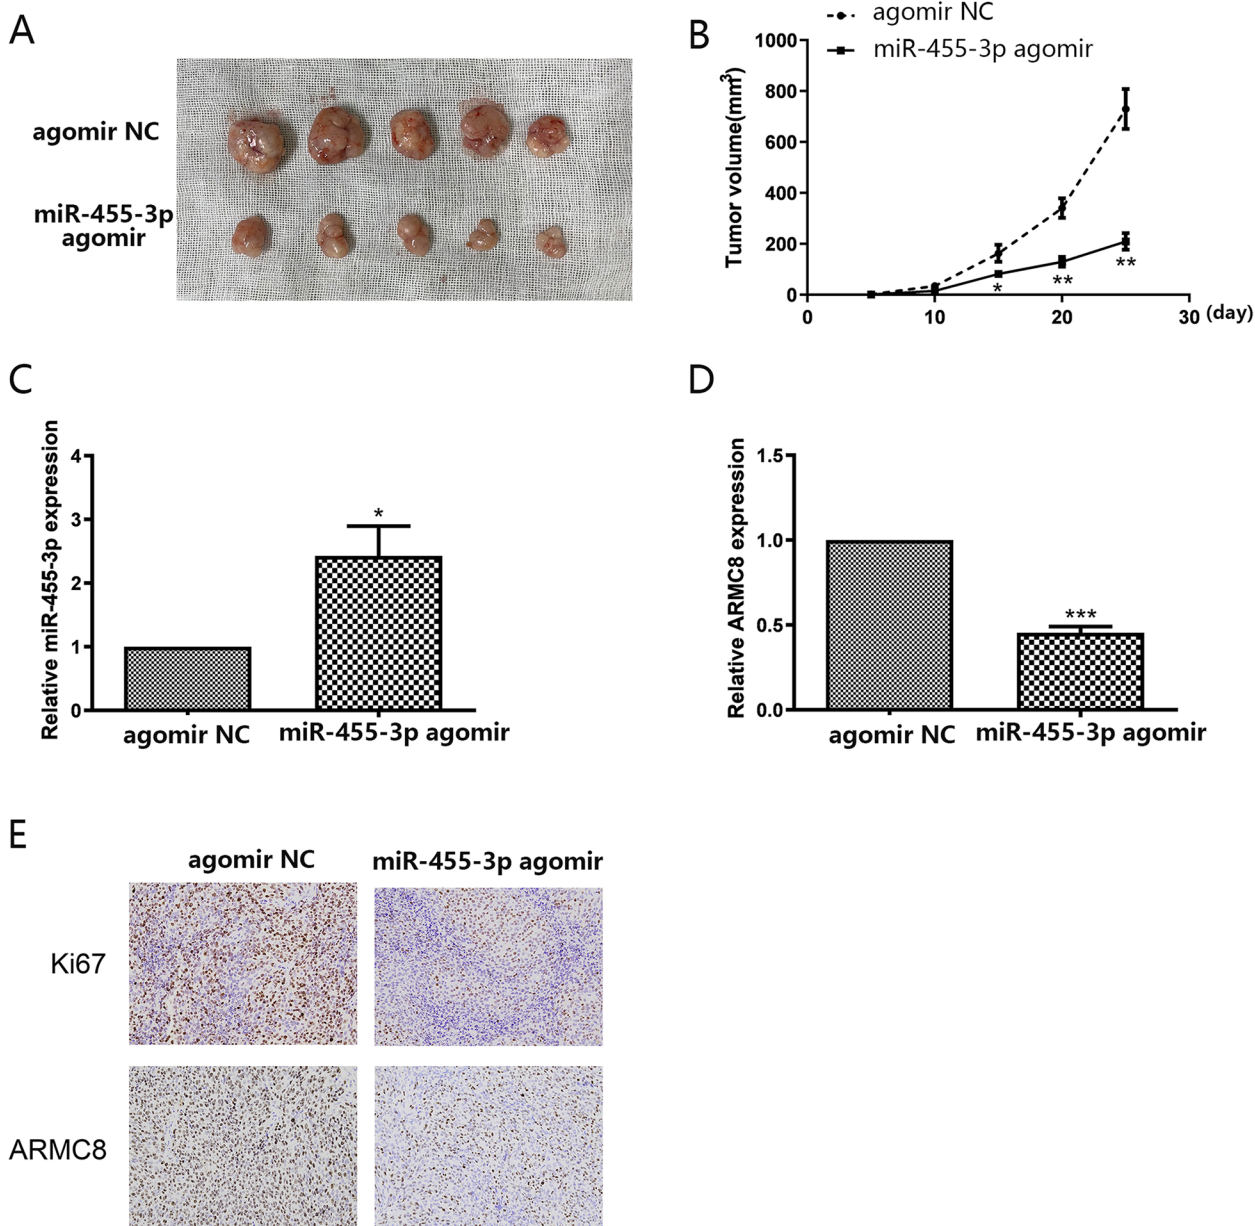 A
agomir NC
miR-455-3p
agomir
B
agomir NC
miR-455-3p agomir
Tumor volume(mm3)
1000
800
600
400
200
0
*
**
**
0
10
20
30
(day)
C
Relative miR-455-3p expression
4
3
2
1
0
*
agomir NC
miR-455-3p agomir
D
Relative ARMC8 expression
1.5
1.0
0.5
0.0
***
agomir NC
miR-455-3p agomir
E
agomir NC
miR-455-3p agomir
Ki67
ARMC8